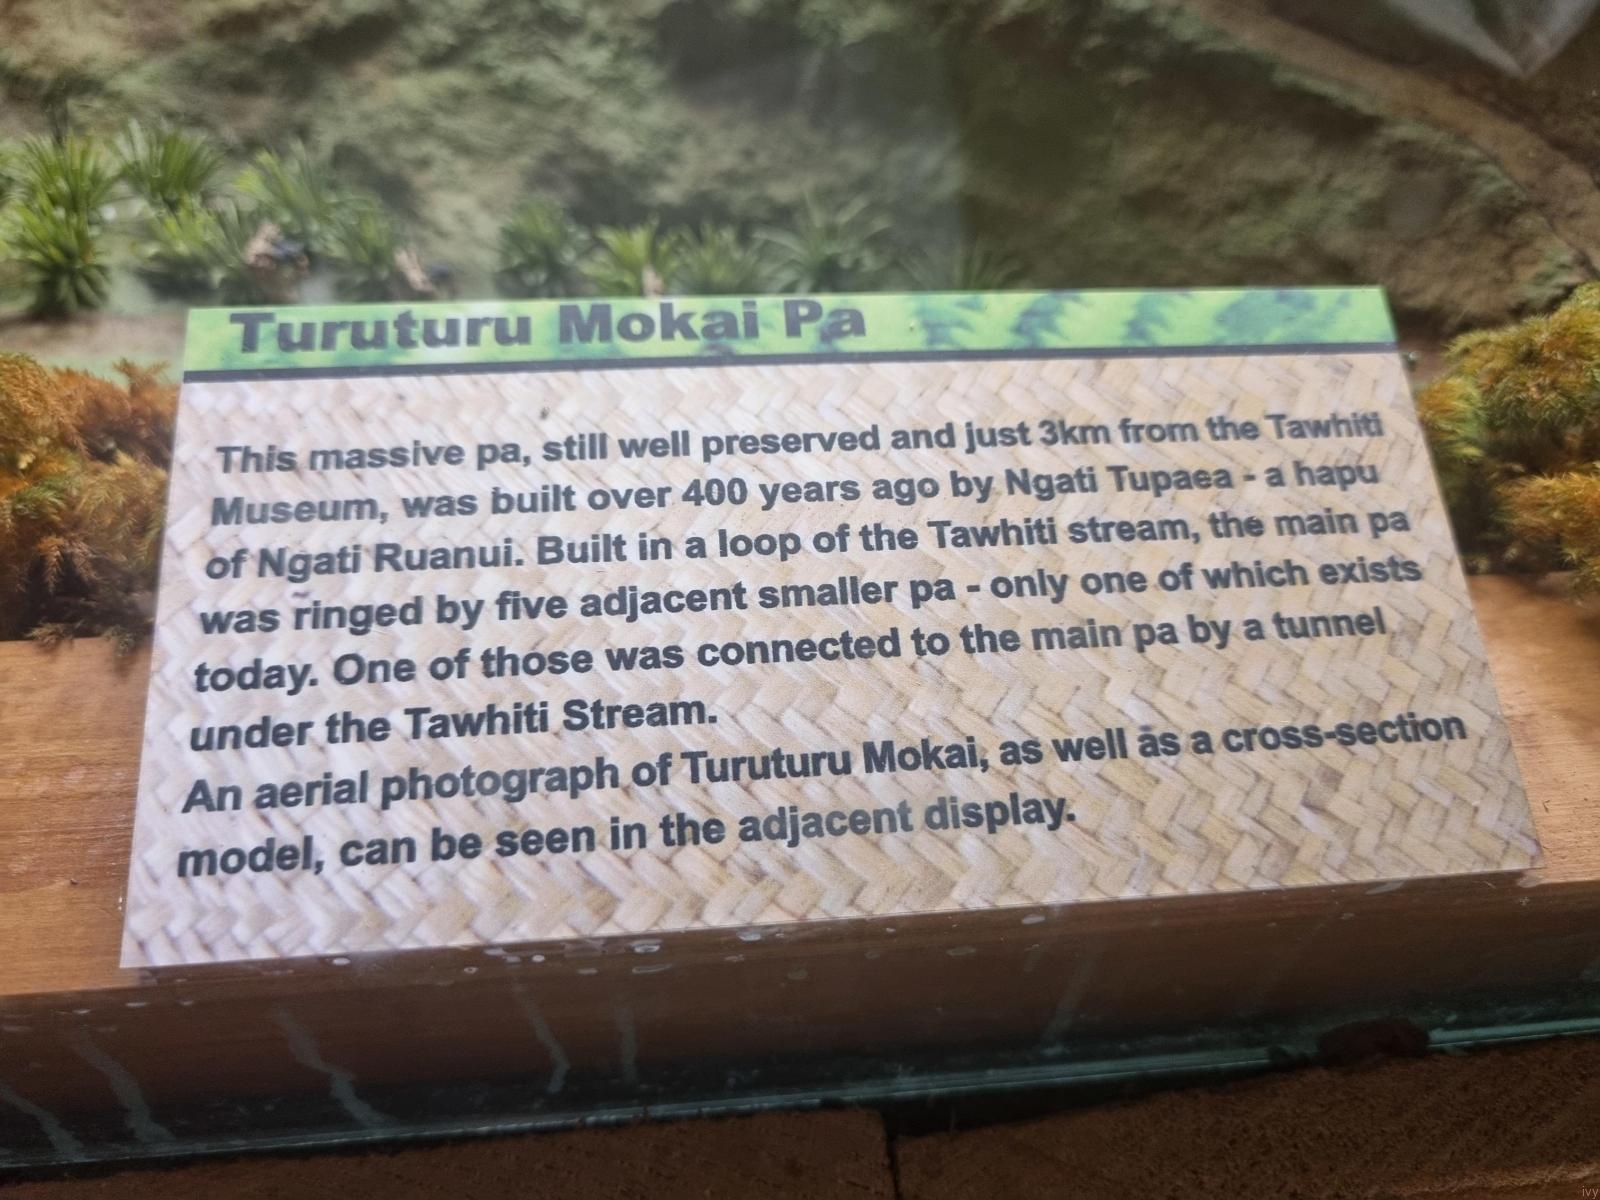 Turuturu Mokai Pa
This massive pa, still well preserved and just 3km from the Tawhiti
Museum, was built over 400 years ago by Ngati Tupaea - a hapu
of Ngati Ruanui. Built in a loop of the Tawhiti stream, the main pa
was ringed by five adjacent smaller pa - only one of which exists
today. One of those was connected to the main pa by a tunnel
under the Tawhiti Stream.
An aerial photograph of Turuturu Mokai, as well as a cross-section
model, can be seen in the adjacent display.
ivy